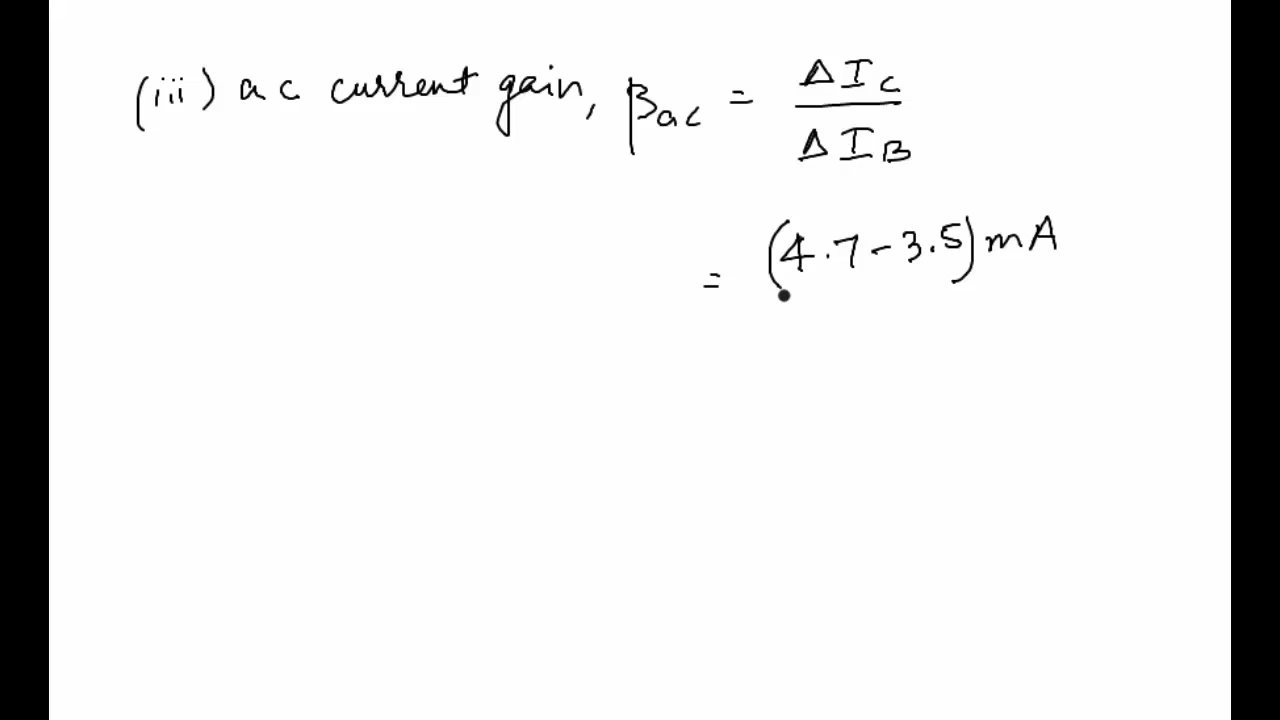 (iii) ac current gain, βac = ΔIC / ΔIB
= (4.7-3.5)mA